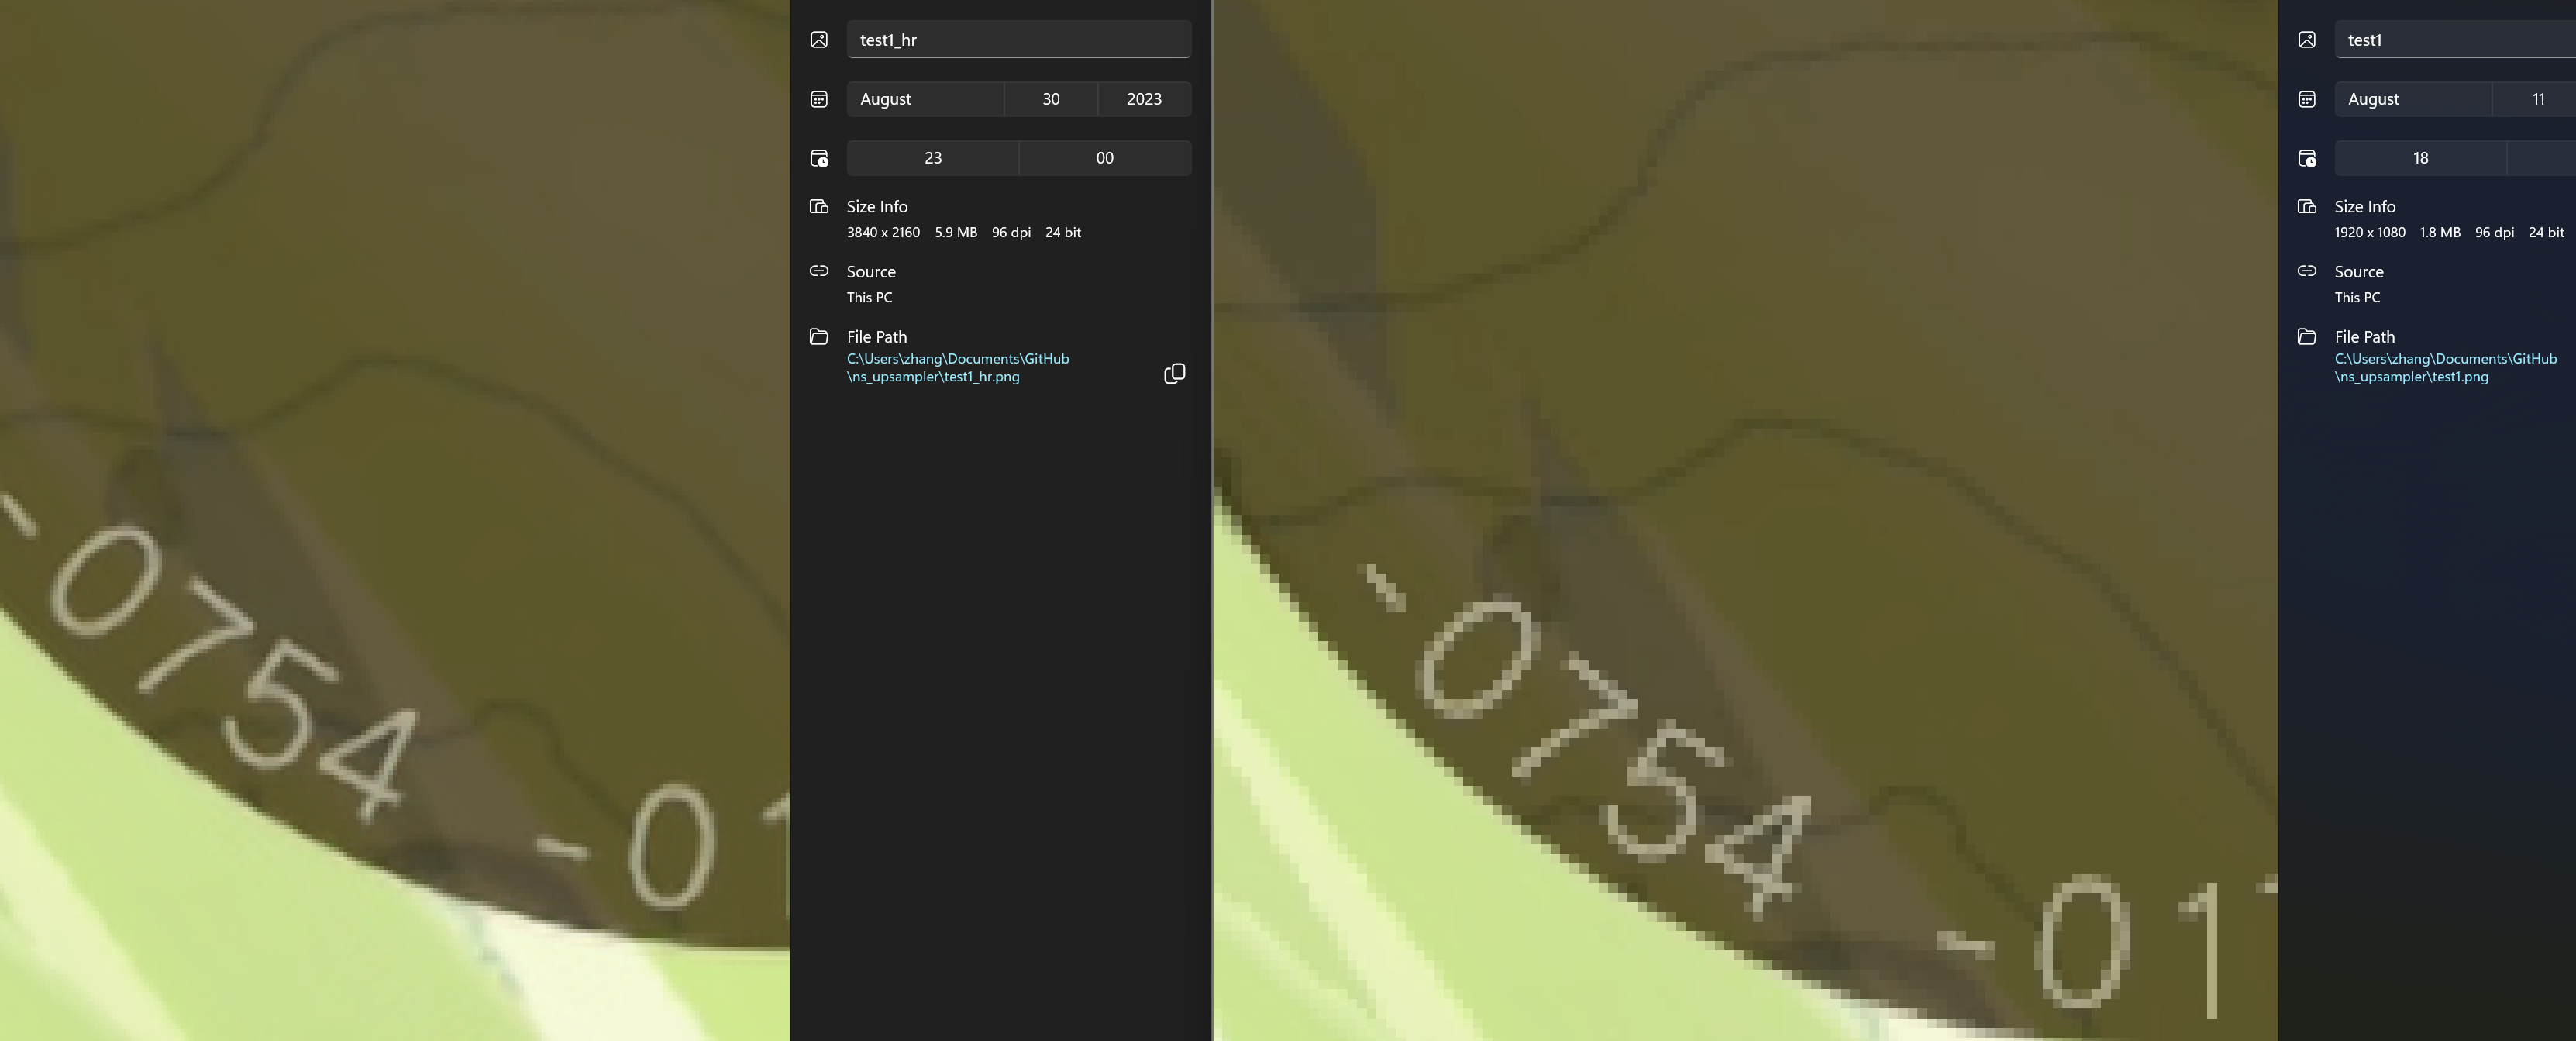 -0754 -01
test1_hr
August 30 2023
23 00
Size Info
3840 x 2160 5.9 MB 96 dpi 24 bit
Source
This PC
File Path
C:\Users\zhang\Documents\GitHub
\ns_upsampler\test1_hr.png
-0754 -011
test1
August 11
18
Size Info
1920 x 1080 1.8 MB 96 dpi 24 bit
Source
This PC
File Path
C:\Users\zhang\Documents\GitHub
\ns_upsampler\test1.png